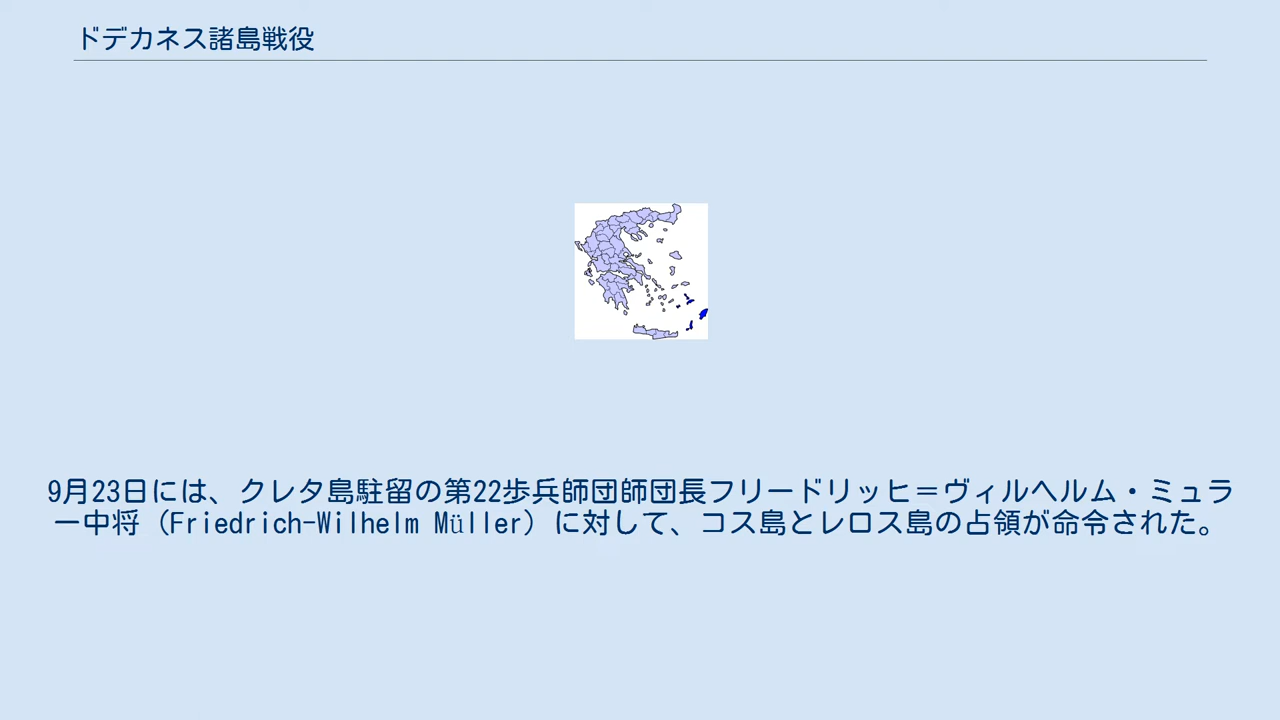 ドデカネス諸島戦役
9月23日には、クレタ島駐留の第22歩兵師団師団長フリードリッヒ＝ヴィルヘルム・ミュラ
ー中将（Friedrich-Wilhelm Müller）に対して、コス島とレロス島の占領が命令された。